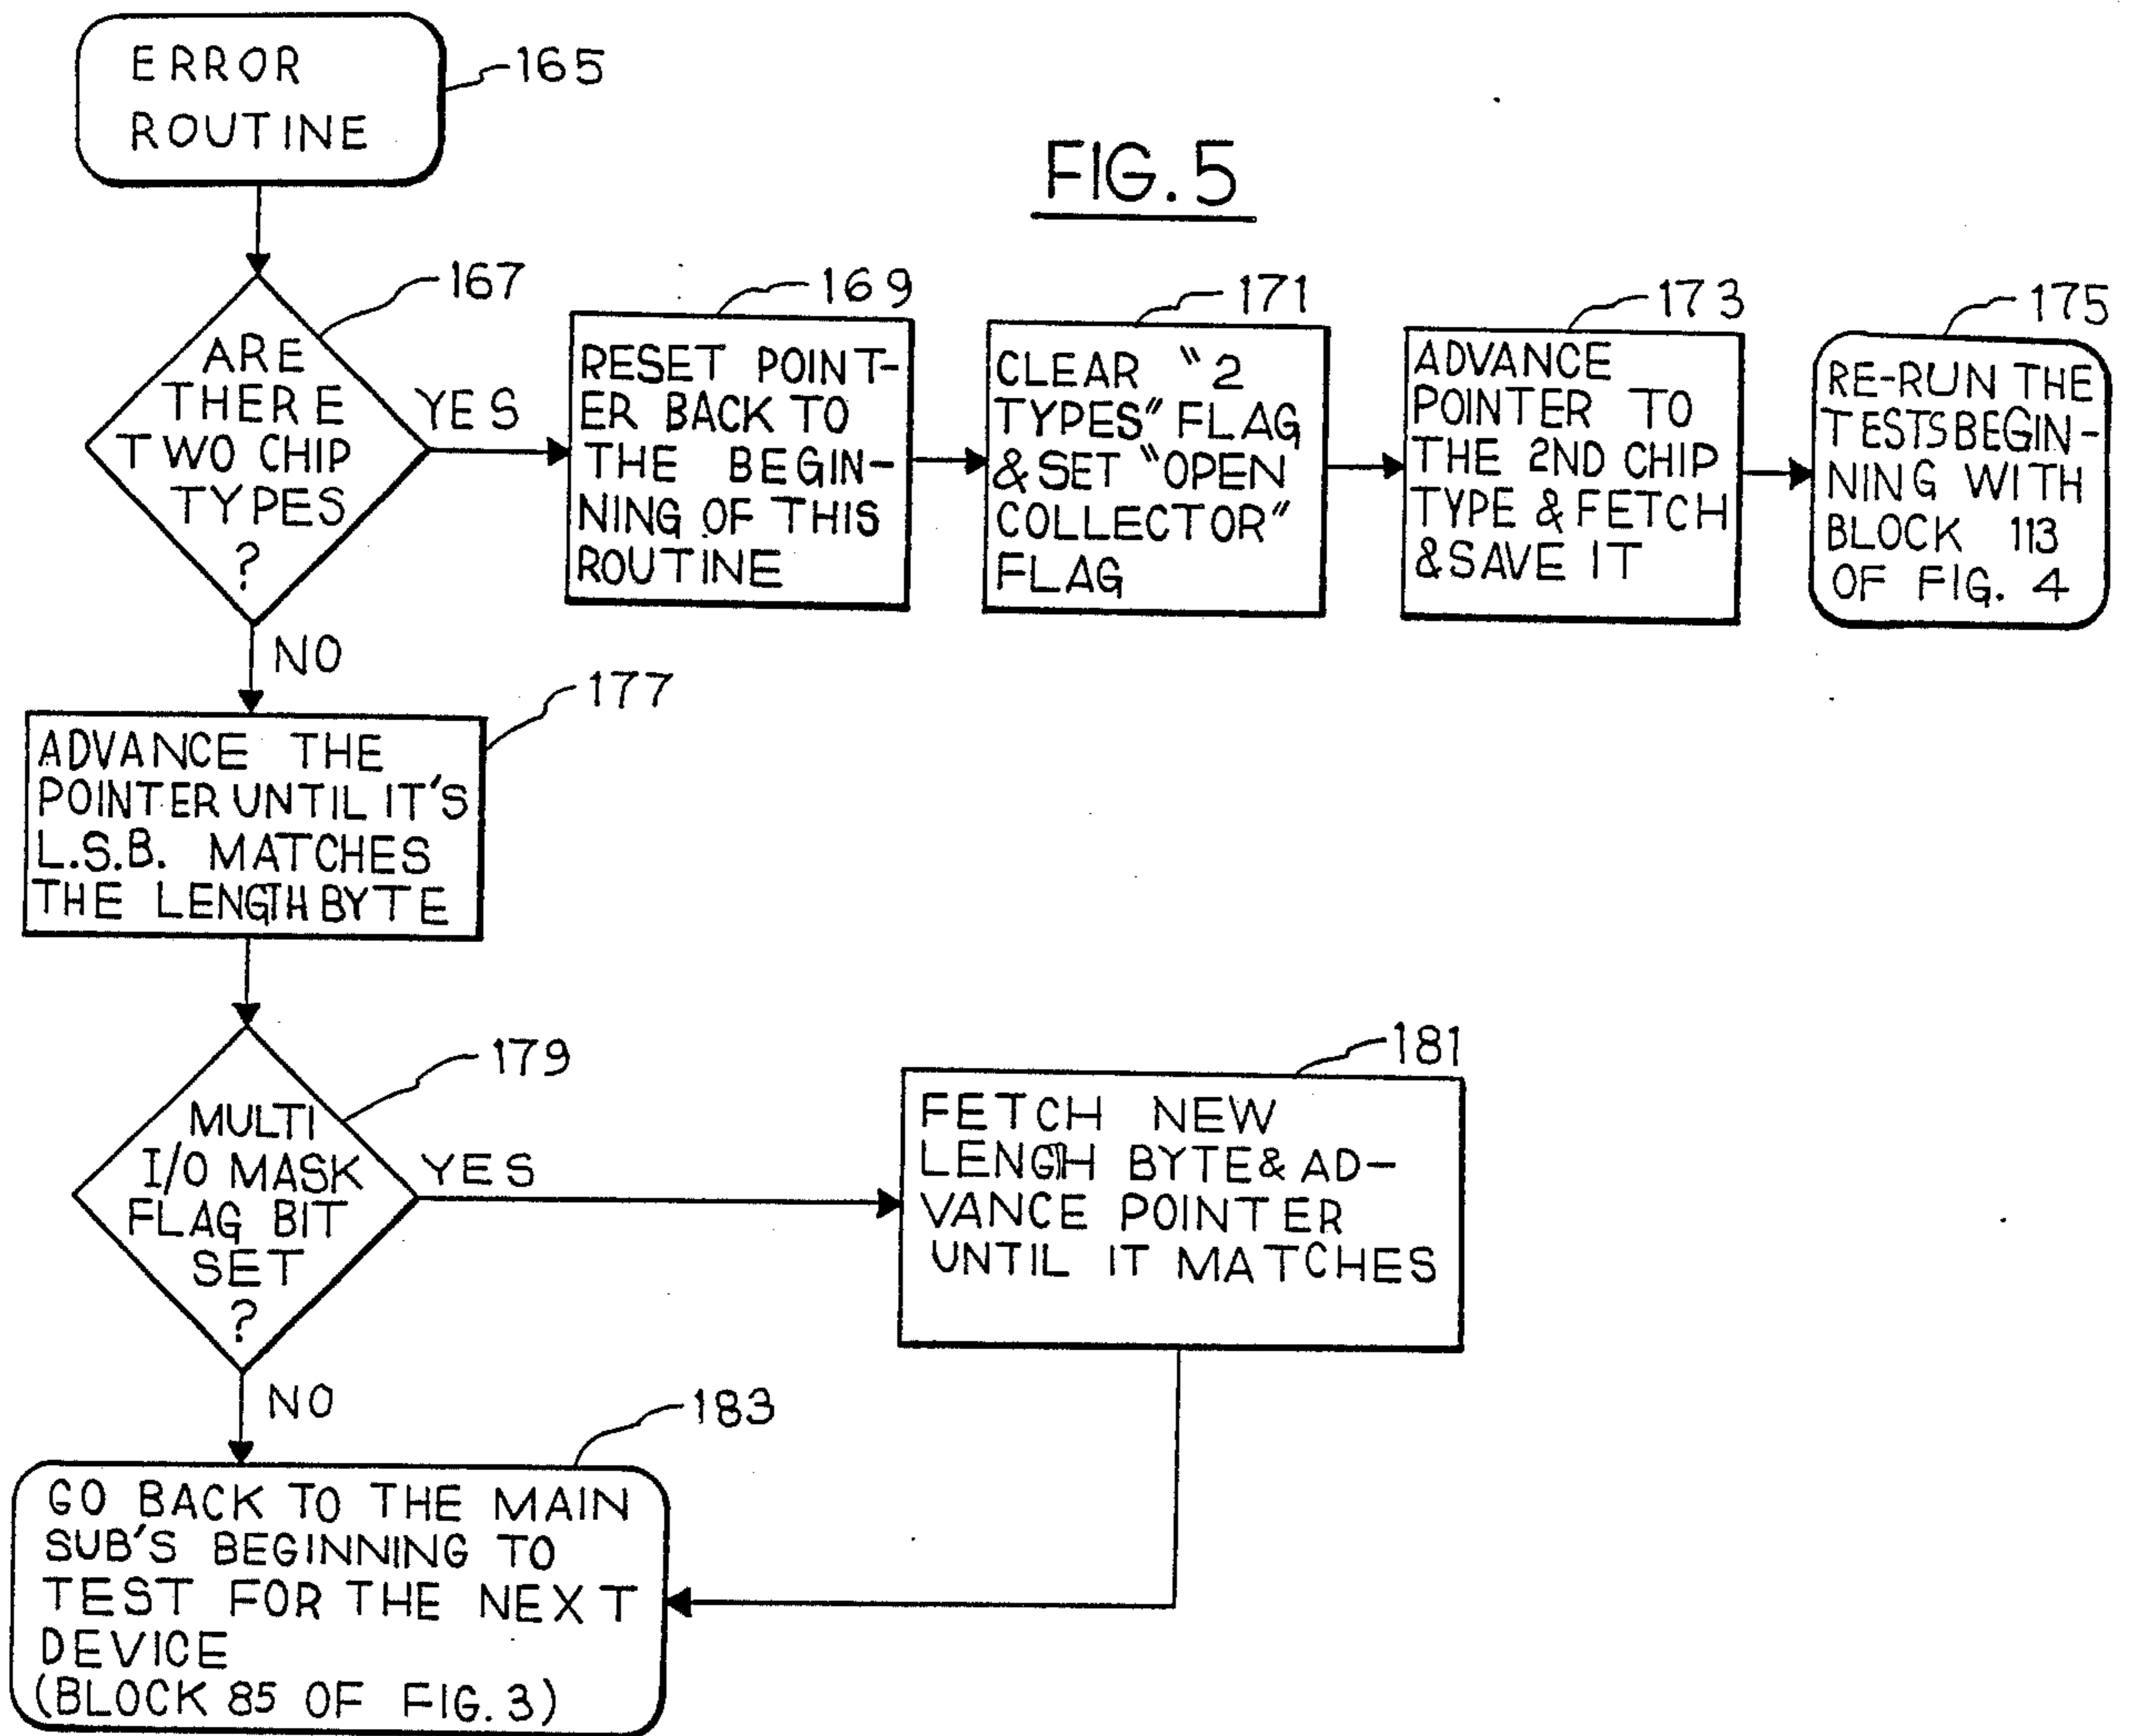 ERROR
ROUTINE
165
FIG. 5
167
ARE
THERE
TWO CHIP
TYPES
?
YES
169
RESET POINT-
ER BACK TO
THE BEGIN-
NING OF THIS
ROUTINE
171
CLEAR "2
TYPES" FLAG
& SET "OPEN
COLLECTOR"
FLAG
173
ADVANCE
POINTER TO
THE 2ND CHIP
TYPE & FETCH
& SAVE IT
175
RE-RUN THE
TESTS BEGIN-
NING WITH
BLOCK 113
OF FIG. 4
NO
177
ADVANCE THE
POINTER UNTIL IT'S
L.S.B. MATCHES
THE LENGTH BYTE
179
MULTI
I/O MASK
FLAG BIT
SET
?
YES
181
FETCH NEW
LENGTH BYTE & AD-
VANCE POINTER
UNTIL IT MATCHES
NO
183
GO BACK TO THE MAIN
SUB'S BEGINNING TO
TEST FOR THE NEXT
DEVICE
(BLOCK 85 OF FIG. 3)